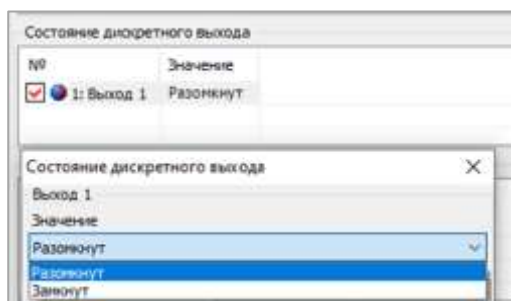 Состояние дискретного выхода
№ Значение
1: Выход 1 Разомкнут
Состояние дискретного выхода
Выход 1
Значение
Разомкнут
Разомкнут
Замкнут